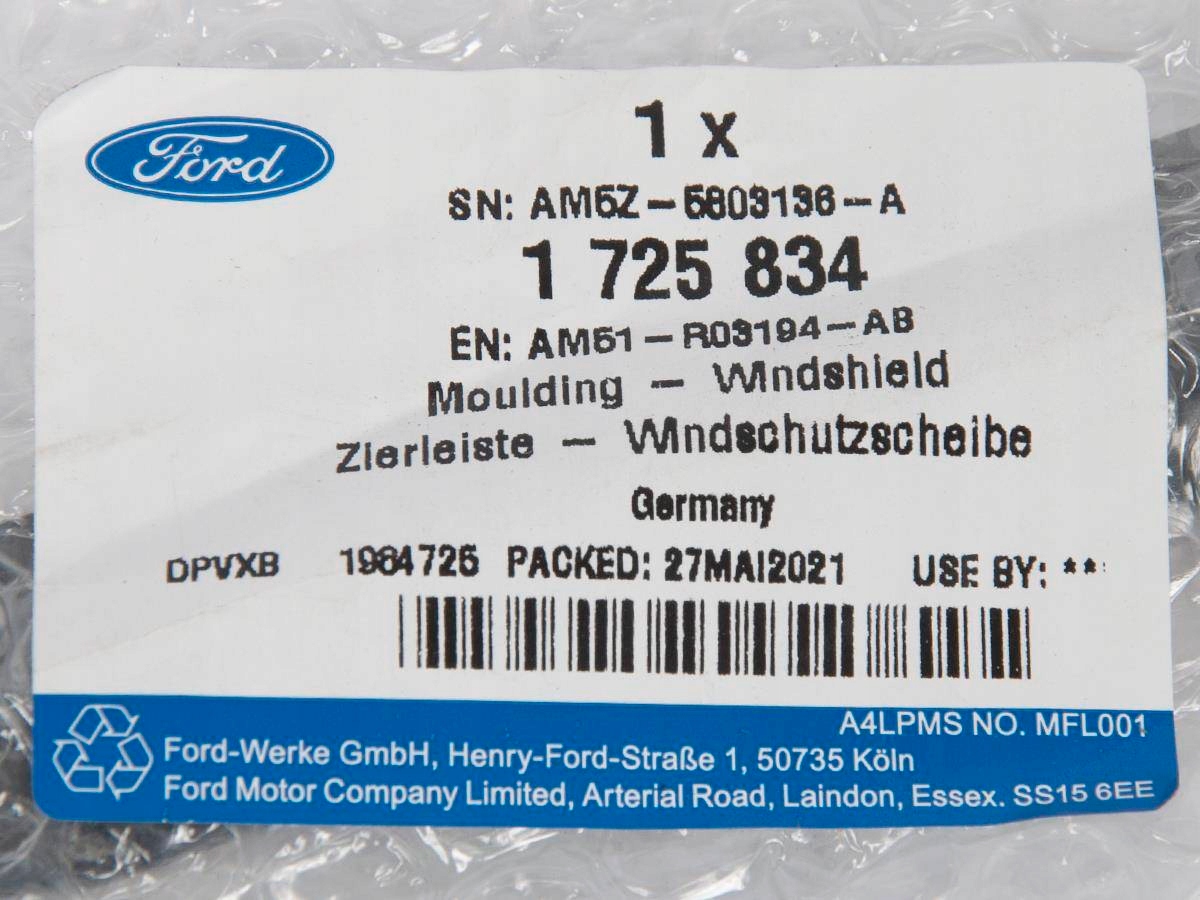 Ford
1 x
SN: AM5Z-5803136-A
1 725 834
EN: AM51-R03194-AB
Moulding - Windshield
Zierleiste - Windschutzscheibe
Germany
DPVXB 1964725 PACKED: 27MAI2021 USE BY: **
A4LPMS NO. MFL001
Ford-Werke GmbH, Henry-Ford-Straße 1, 50735 Köln
Ford Motor Company Limited, Arterial Road, Laindon, Essex. SS15 6EE